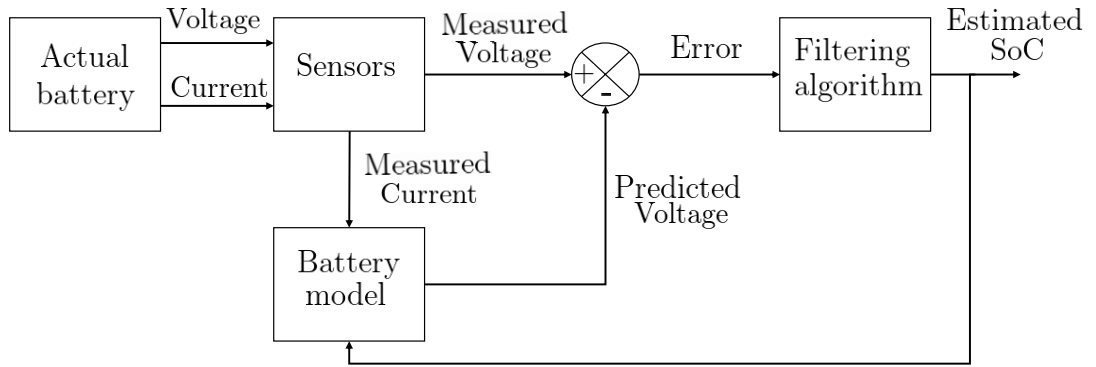 Actual
battery
Voltage
Current
Sensors
Measured
Voltage
+
-
Error
Filtering
algorithm
Estimated
SoC
Measured
Current
Predicted
Voltage
Battery
model